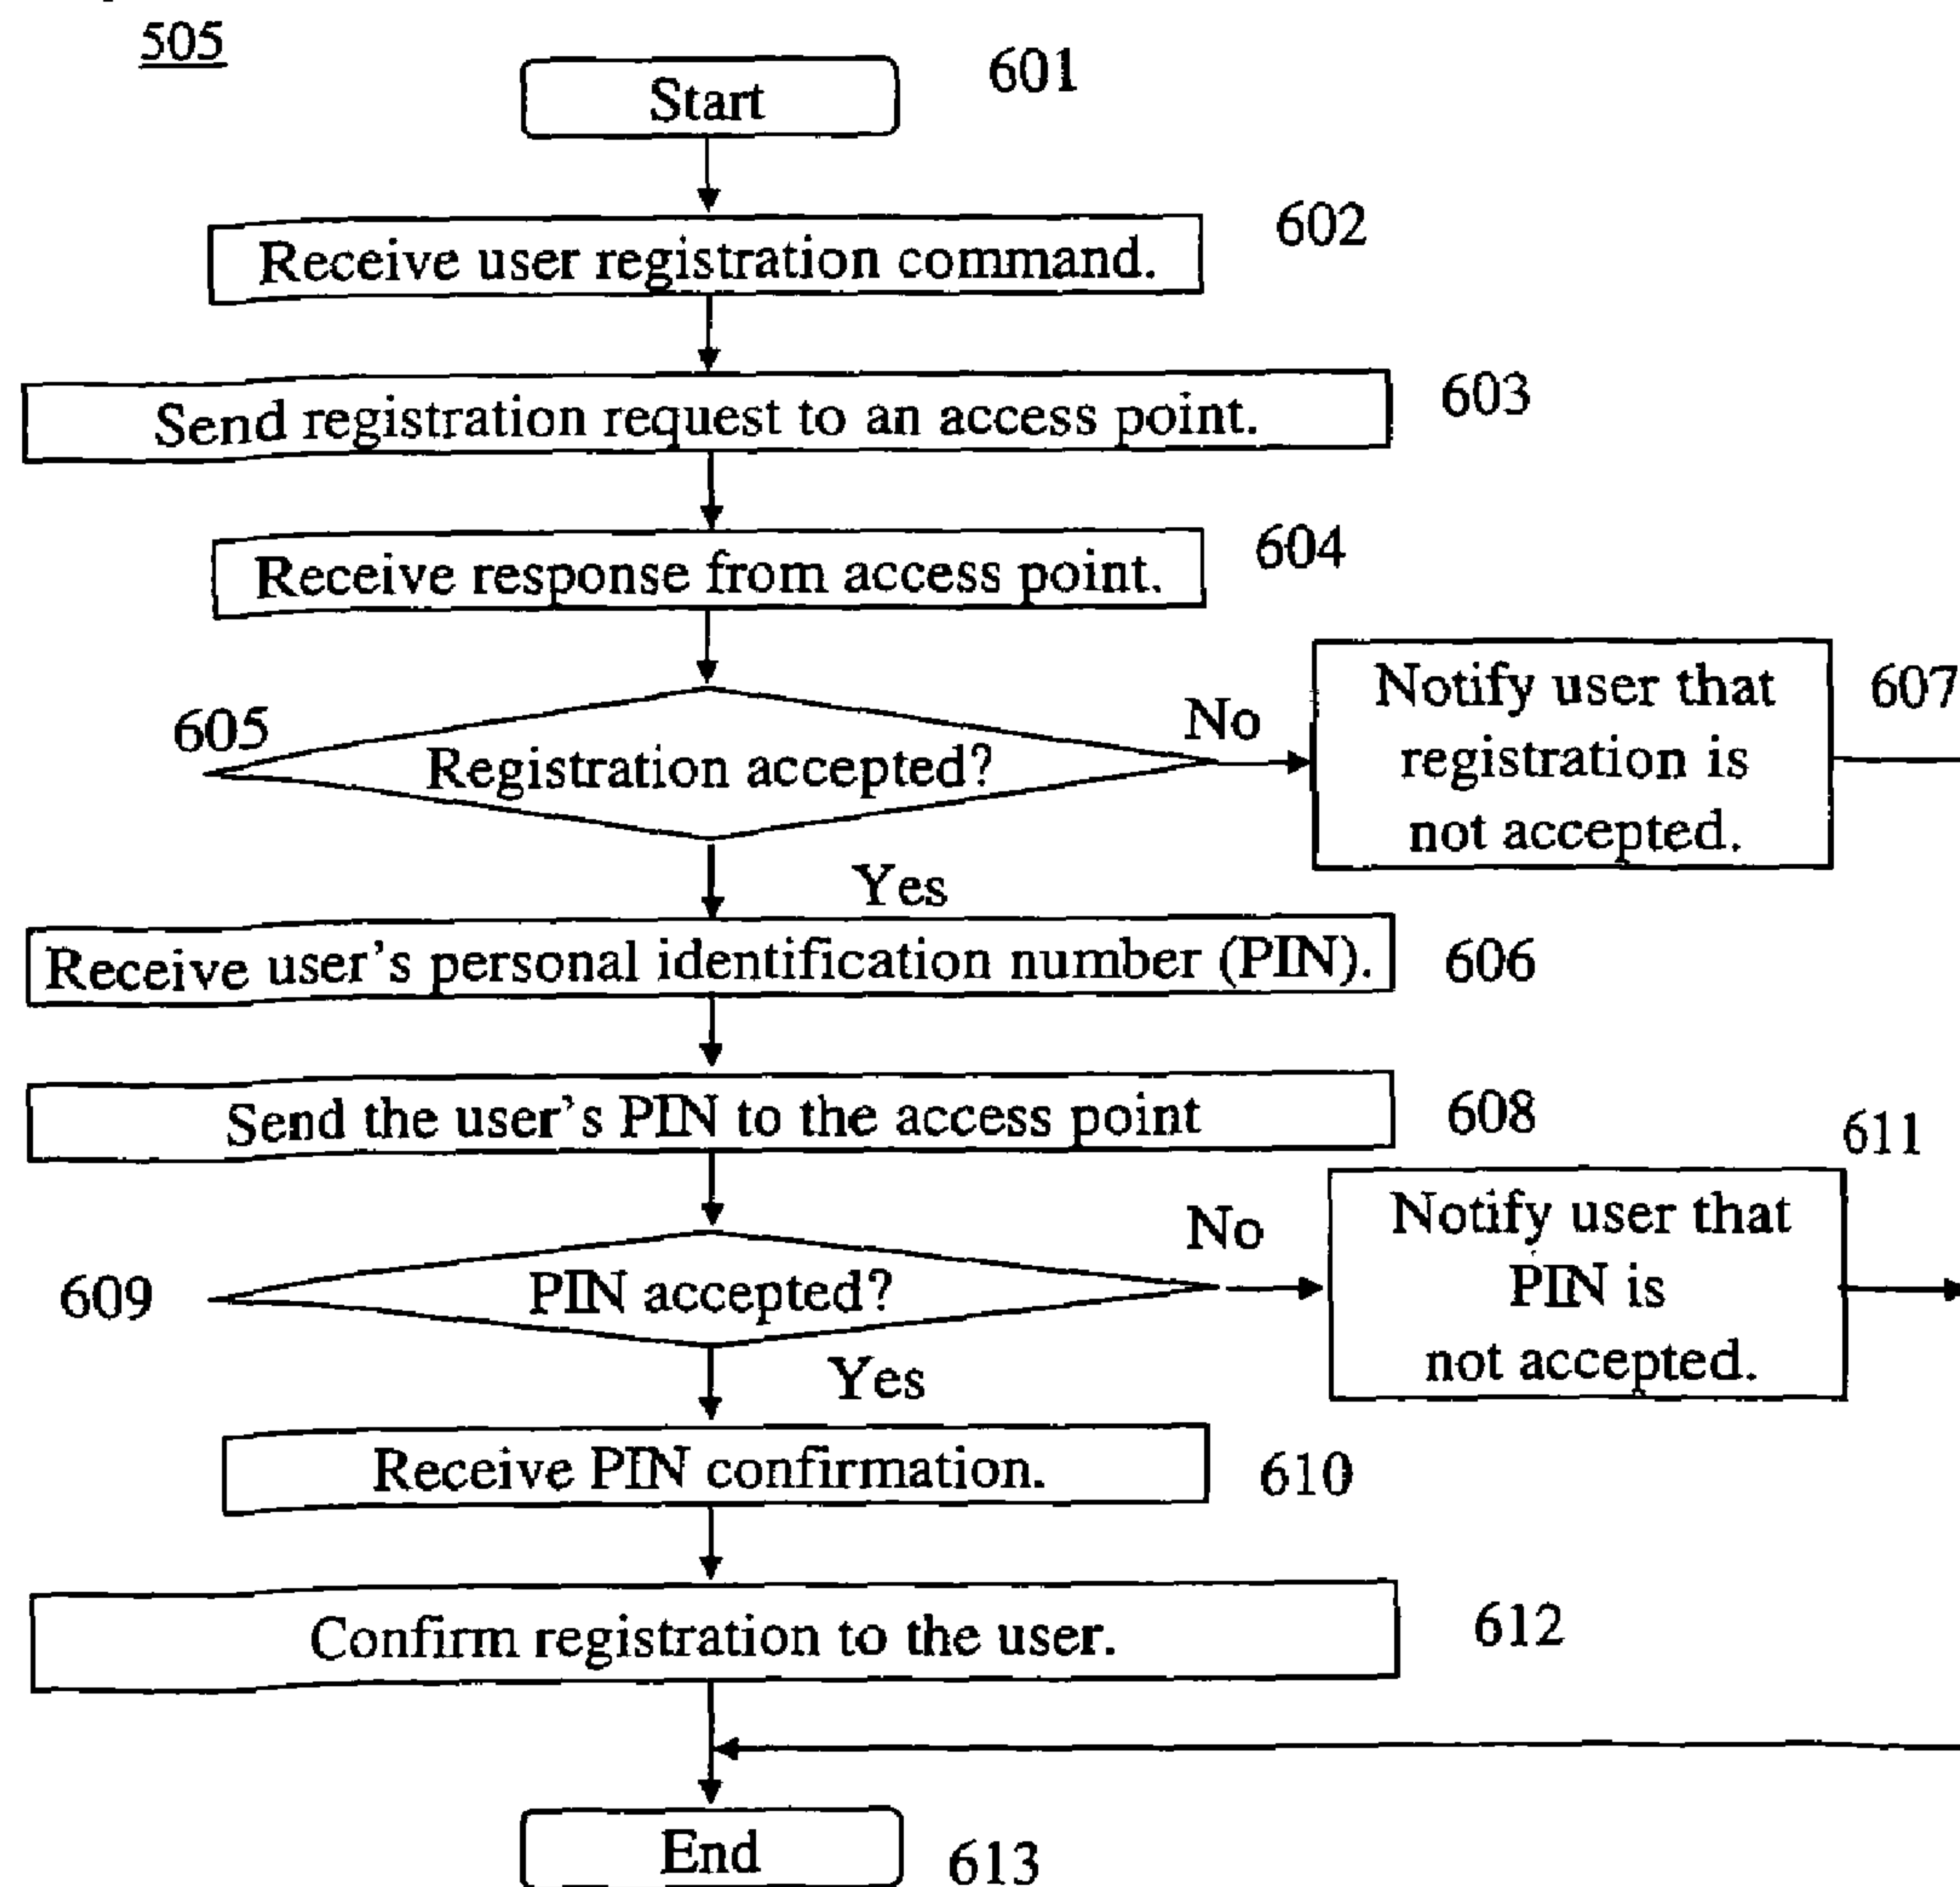 505
Start
601
Receive user registration command.
602
Send registration request to an access point.
603
Receive response from access point.
604
605
Registration accepted?
No
Notify user that
registration is
not accepted.
607
Yes
Receive user's personal identification number (PIN).
606
Send the user's PIN to the access point
608
611
609
PIN accepted?
No
Notify user that
PIN is
not accepted.
Yes
Receive PIN confirmation.
610
Confirm registration to the user.
612
End
613